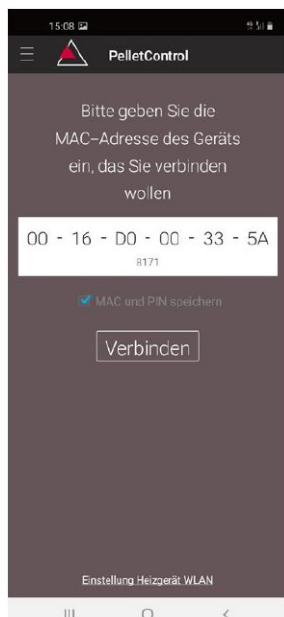 15:08
PelletControl
Bitte geben Sie die
MAC-Adresse des Geräts
ein, das Sie verbinden
wollen
00 - 16 - D0 - 00 - 33 - 5A
8171
MAC und PIN speichern
Verbinden
Einstellung Heizgerät WLAN